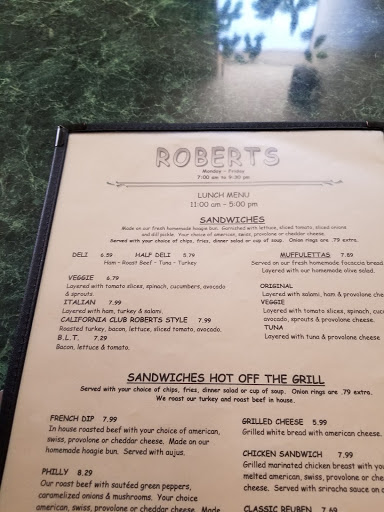 ROBERTS
Monday - Friday
7:00 am to 9:30 pm
LUNCH MENU
11:00 am - 5:00 pm
SANDWICHES
Made on our fresh homemade hoagie bun. Garnished with lettuce, sliced tomato, sliced onions
and dill pickle. Your choice of american, swiss, provolone or cheddar cheese.
Served with your choice of chips, fries, dinner salad or cup of soup. Onion rings are .79 extra.
DELI 6.59 HALF DELI 5.79
Ham - Roast Beef - Tuna - Turkey
VEGGIE 6.79
Layered with tomato slices, spinach, cucumbers, avocado
& sprouts.
ITALIAN 7.99
Layered with ham, turkey & salami.
CALIFORNIA CLUB ROBERTS STYLE 7.99
Roasted turkey, bacon, lettuce, sliced tomato, avocado.
B.L.T. 7.29
Bacon, lettuce & tomato.
MUFFULETTAS 7.89
Served on our fresh homemade focaccia bread
Layered with our homemade olive salad.
ORIGINAL
Layered with salami, ham & provolone
VEGGIE
Layered with tomato slices, spinach,
avocado, sprouts & provolone cheese.
TUNA
Layered with tuna & provolone cheese
SANDWICHES HOT OFF THE GRILL
Served with your choice of chips, fries, dinner salad or cup of soup. Onion rings are .79 extra.
We roast our turkey and roast beef in house.
FRENCH DIP 7.99
In house roasted beef with your choice of american,
swiss, provolone or cheddar cheese. Made on our
homemade hoagie bun. Served with aujus.
PHILLY 8.29
Our roast beef with sautéed green peppers,
caramelized onions & mushrooms. Your choice
american, swiss, provolone or cheddar cheese. Made
GRILLED CHEESE 5.99
Grilled white bread with american cheese.
CHICKEN SANDWICH 7.99
Grilled marinated chicken breast with
melted american, swiss, provolone or
cheese. Served with sriracha sauce on
CLASSIC REUBEN 7.69